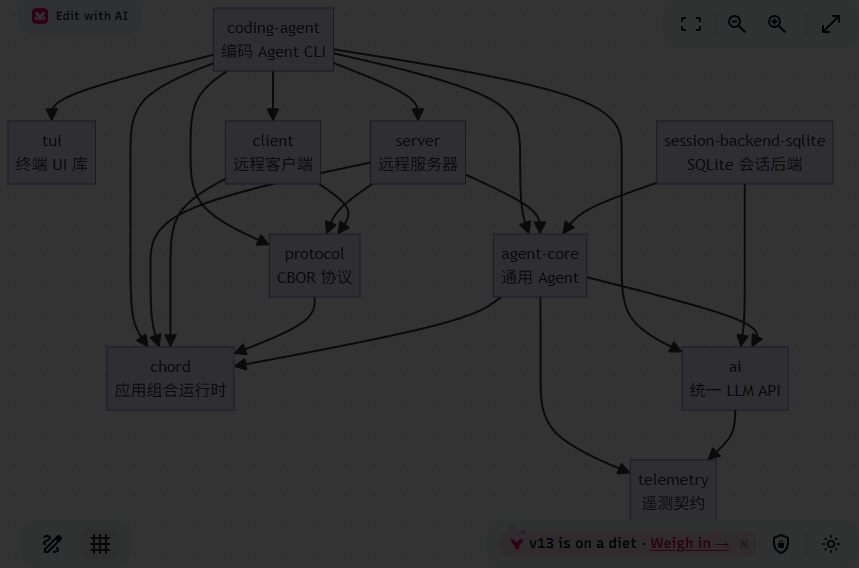 Edit with AI
coding-agent
编码 Agent CLI
tui
终端 UI 库
client
远程客户端
server
远程服务器
session-backend-sqlite
SQLite 会话后端
protocol
CBOR 协议
agent-core
通用 Agent
chord
应用组合运行时
ai
统一 LLM API
telemetry
遥测契约
v13 is on a diet · Weigh in →